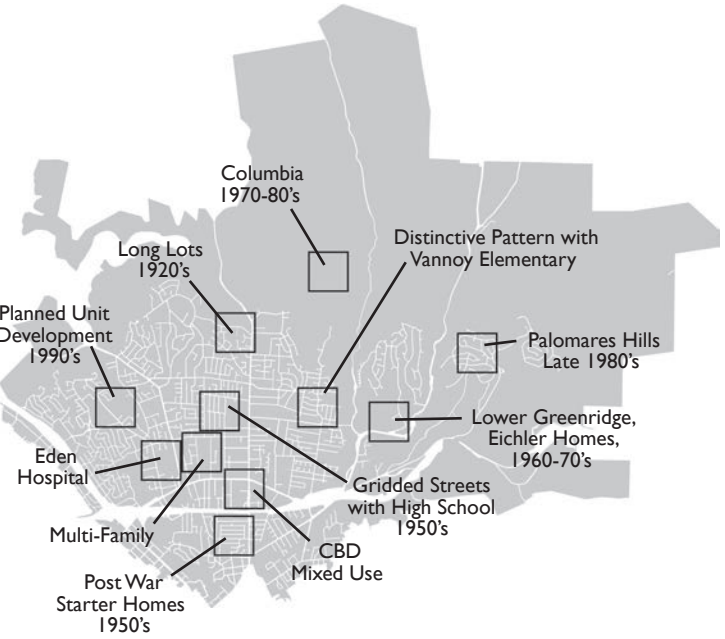 Columbia
1970-80's
Distinctive Pattern with
Vannoy Elementary
Long Lots
1920's
Planned Unit
Development
1990's
Palomares Hills
Late 1980's
Lower Greenridge,
Eichler Homes,
1960-70's
Eden
Hospital
Gridded Streets
with High School
1950's
Multi-Family
CBD
Mixed Use
Post War
Starter Homes
1950's